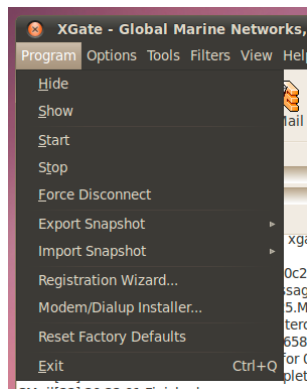 XGate - Global Marine Networks,
Program Options Tools Filters View Help
Hide
Show
Start
Stop
Force Disconnect
Export Snapshot
Import Snapshot
Registration Wizard...
Modem/Dialup Installer...
Reset Factory Defaults
Exit Ctrl+Q